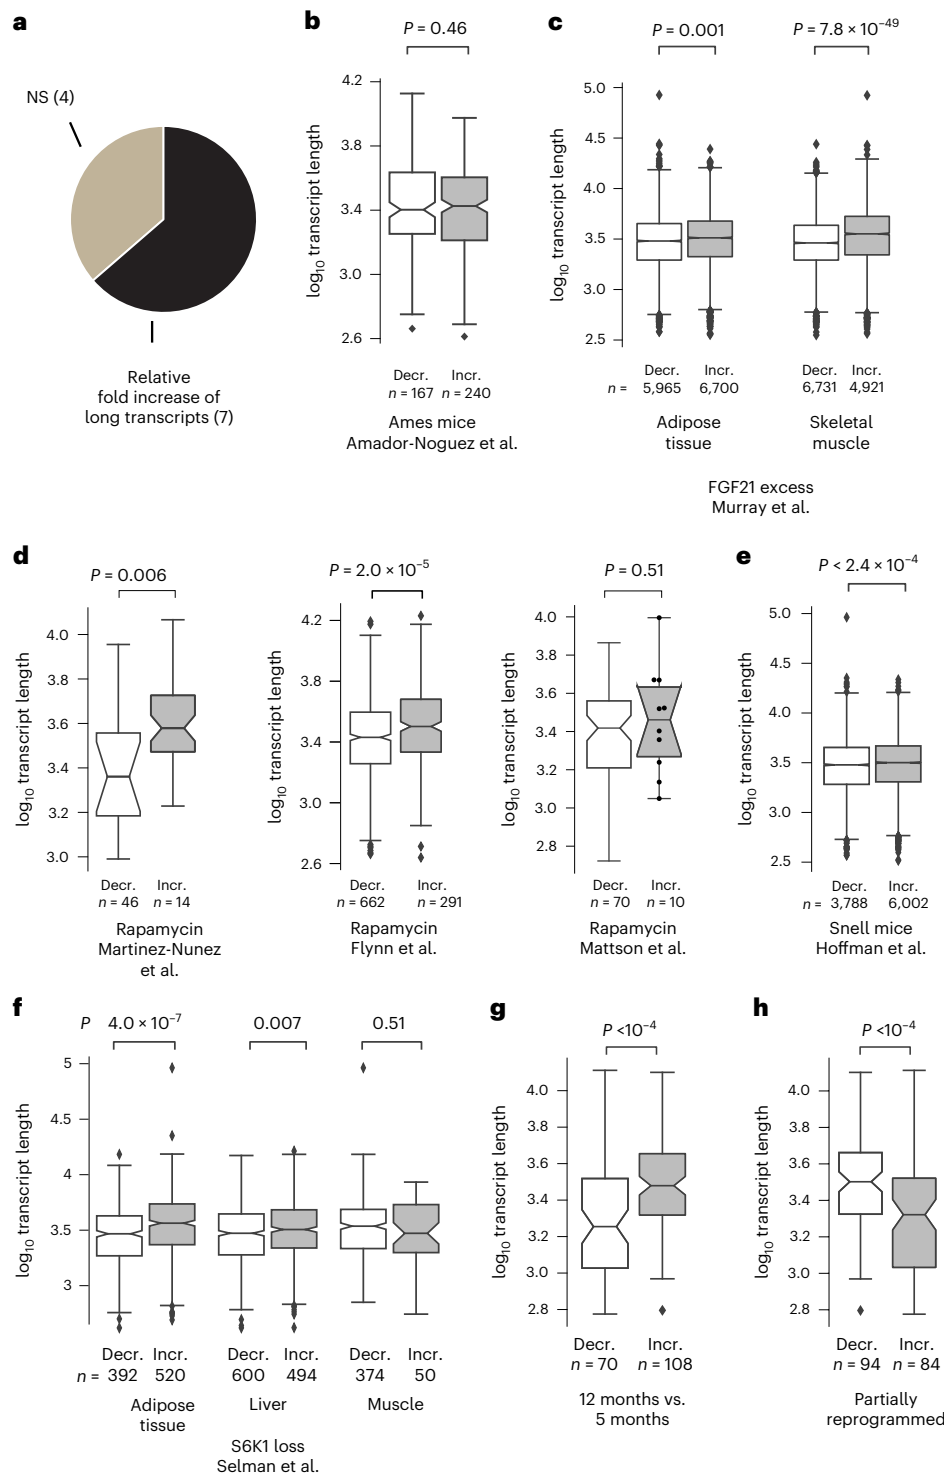 a
NS (4)
Relative
fold increase of
long transcripts (7)
b
P = 0.46
log10 transcript length
4.2
3.8
3.4
3.0
2.6
Decr. Incr.
n = 167 n = 240
Ames mice
Amador-Noguez et al.
c
P = 0.001 P = 7.8 × 10–49
log10 transcript length
5.0
4.5
4.0
3.5
3.0
2.5
Decr. Incr. Decr. Incr.
n = 5,965 6,700 6,731 4,921
Adipose
tissue
Skeletal
muscle
FGF21 excess
Murray et al.
d
P = 0.006
log10 transcript length
4.0
3.8
3.6
3.4
3.2
3.0
Decr. Incr.
n = 46 n = 14
Rapamycin
Martinez-Nunez
et al.
P = 2.0 × 10–5
log10 transcript length
4.2
3.8
3.4
3.0
2.6
Decr. Incr.
n = 662 n = 291
Rapamycin
Flynn et al.
P = 0.51
log10 transcript length
4.0
3.8
3.6
3.4
3.2
3.0
2.8
Decr. Incr.
n = 70 n = 10
Rapamycin
Mattson et al.
e
P < 2.4 × 10–4
log10 transcript length
5.0
4.5
4.0
3.5
3.0
2.5
Decr. Incr.
n = 3,788 6,002
Snell mice
Hoffman et al.
f
P 4.0 × 10–7 0.007 0.51
log10 transcript length
5
4.5
4
3.5
3
Decr. Incr. Decr. Incr. Decr. Incr.
n = 392 520 600 494 374 50
Adipose
tissue
Liver
Muscle
S6K1 loss
Selman et al.
g
P <10–4
log10 transcript length
4.0
3.8
3.6
3.4
3.2
3.0
2.8
Decr. Incr.
n = 70 n = 108
12 months vs.
5 months
h
P <10–4
log10 transcript length
4.0
3.8
3.6
3.4
3.2
3.0
2.8
Decr. Incr.
n = 94 n = 84
Partially
reprogrammed